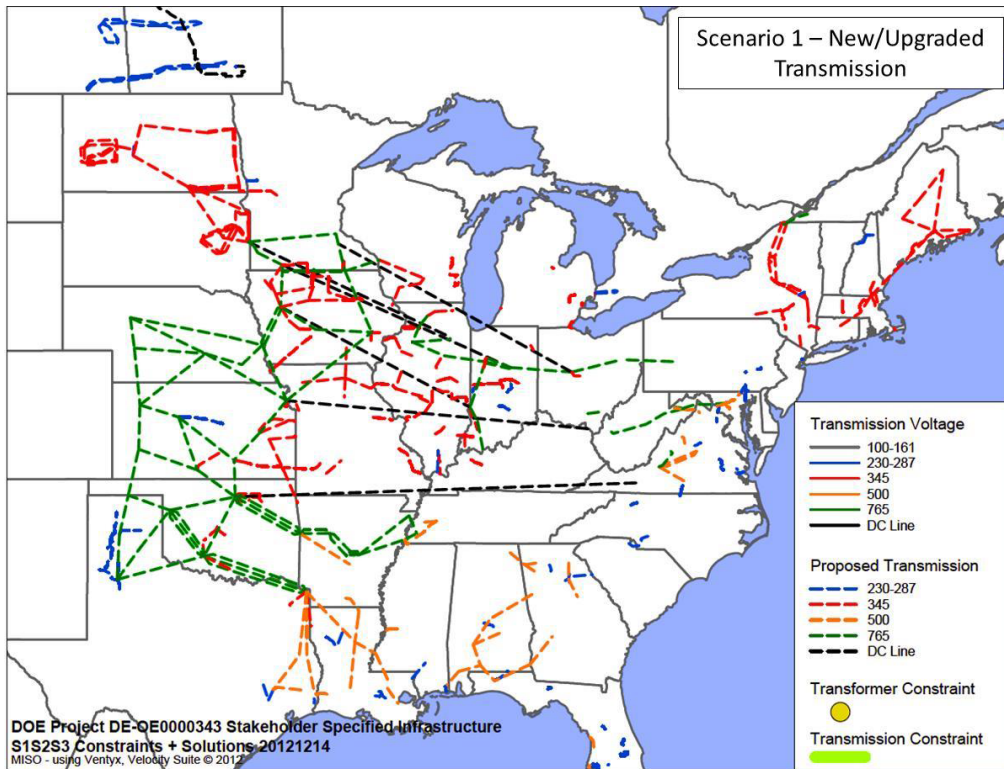 Scenario 1 – New/Upgraded
Transmission
Transmission Voltage
100-161
230-287
345
500
765
DC Line
Proposed Transmission
230-287
345
500
765
DC Line
Transformer Constraint
Transmission Constraint
DOE Project DE-OE0000343 Stakeholder Specified Infrastructure
S1S2S3 Constraints + Solutions 20121214
MISO - using Ventyx, Velocity Suite © 2012